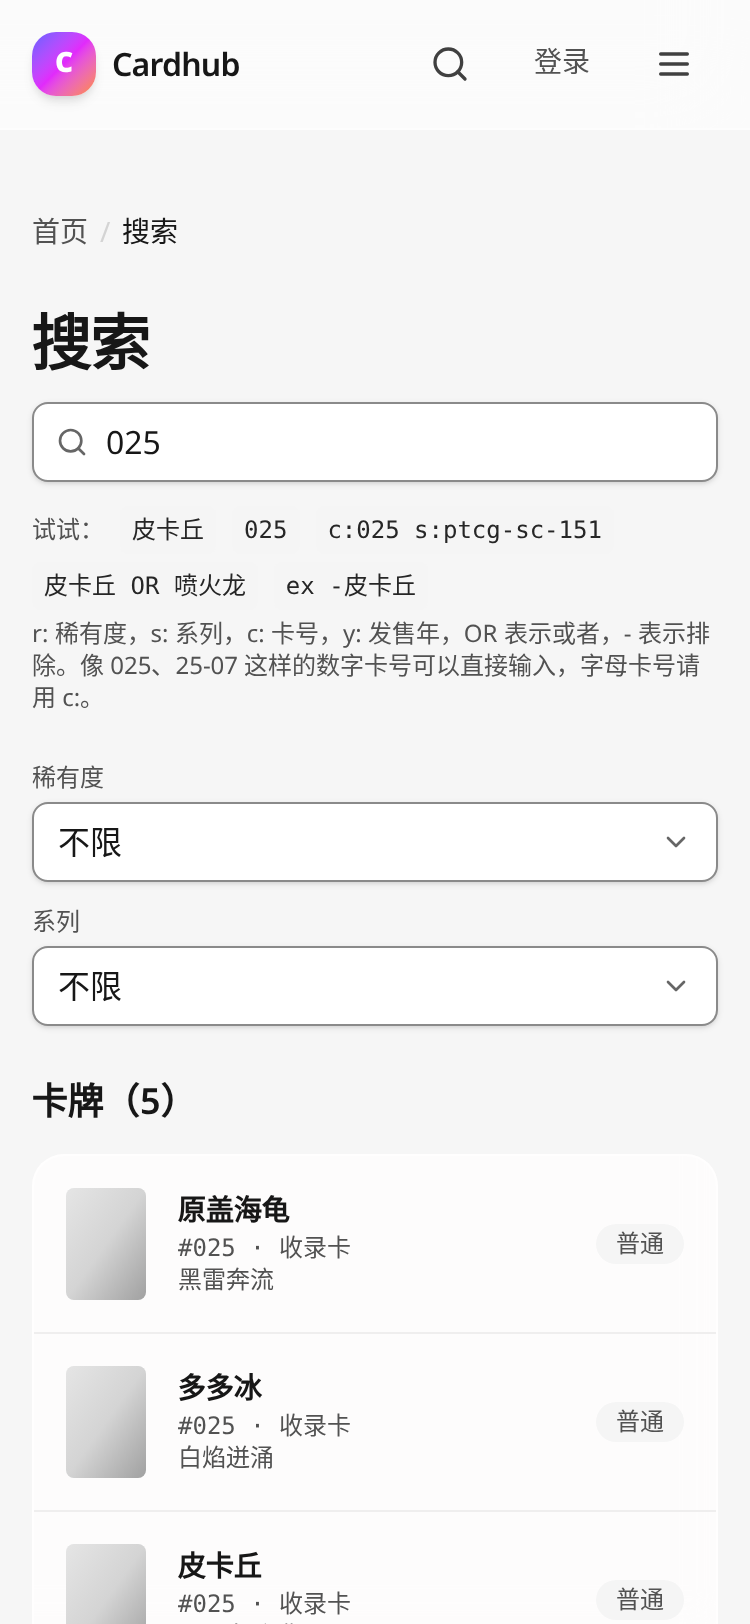 C Cardhub 登录
首页 / 搜索
搜索
025
试试： 皮卡丘 025 c:025 s:ptcg-sc-151
皮卡丘 OR 喷火龙 ex -皮卡丘
r: 稀有度，s: 系列，c: 卡号，y: 发售年，OR 表示或者，- 表示排
除。像 025、25-07 这样的数字卡号可以直接输入，字母卡号请
用 c:。
稀有度
不限
系列
不限
卡牌（5）
原盖海龟
#025 · 收录卡
黑雷奔流
普通
多多冰
#025 · 收录卡
白焰迸涌
普通
皮卡丘
#025 · 收录卡
普通